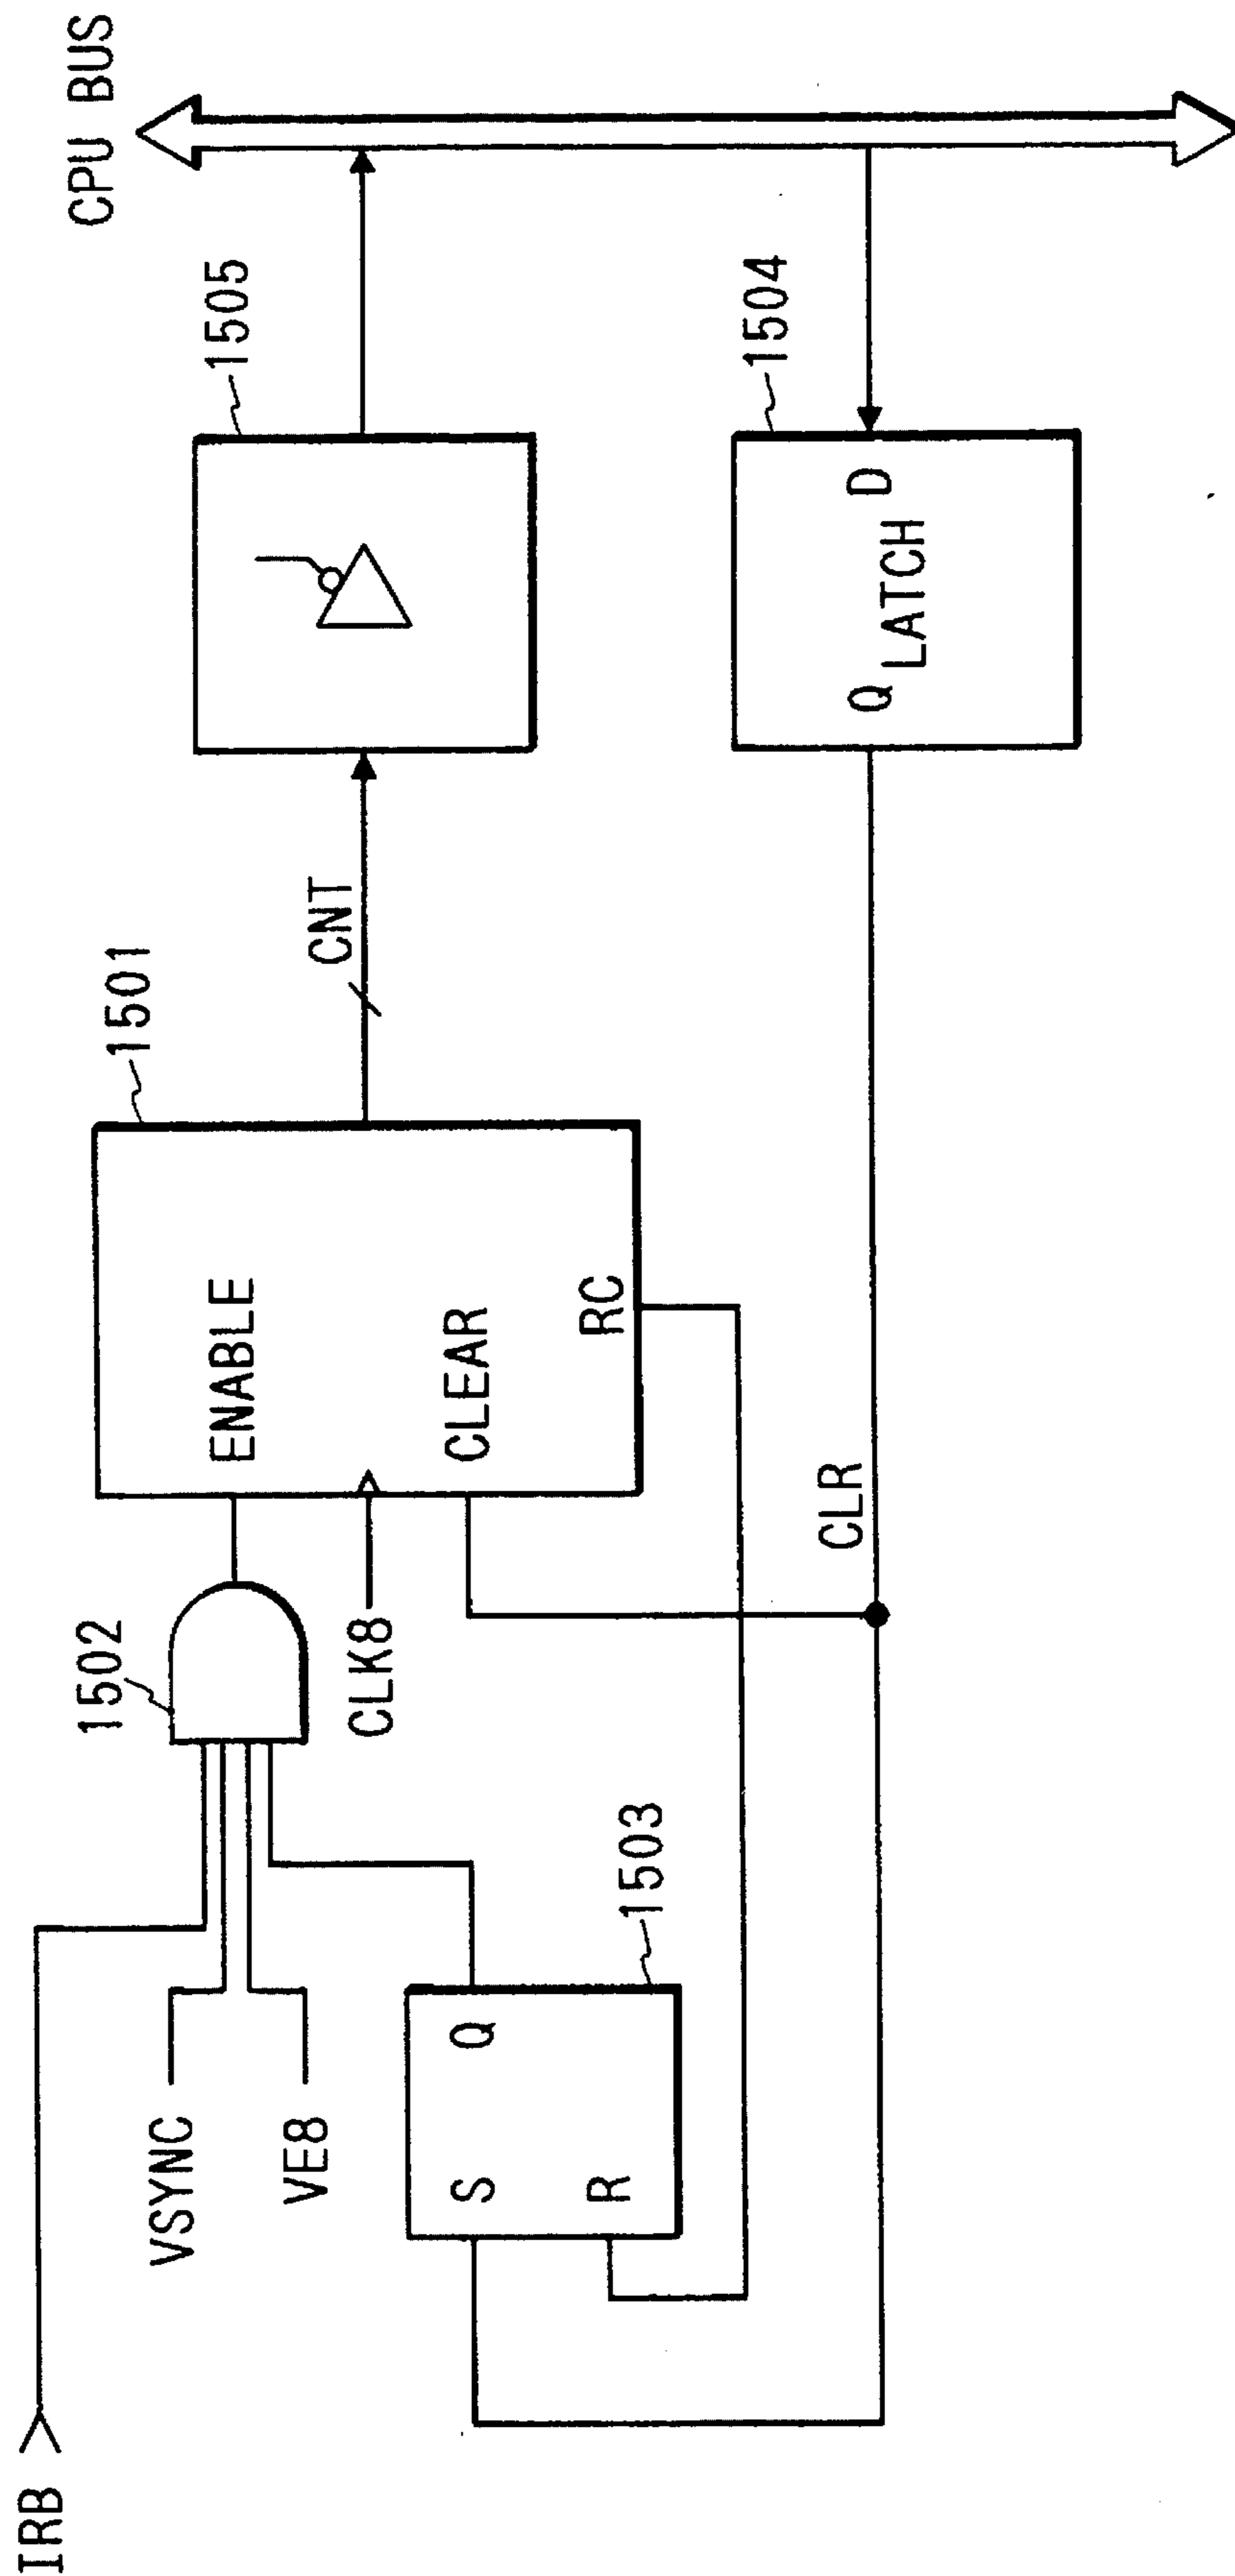 IRB
VSYNC
VE8
1502
ENABLE
CLK8
CLEAR
RC
1501
CNT
1505
CPU BUS
S
Q
R
1503
CLR
Q
D
LATCH
1504